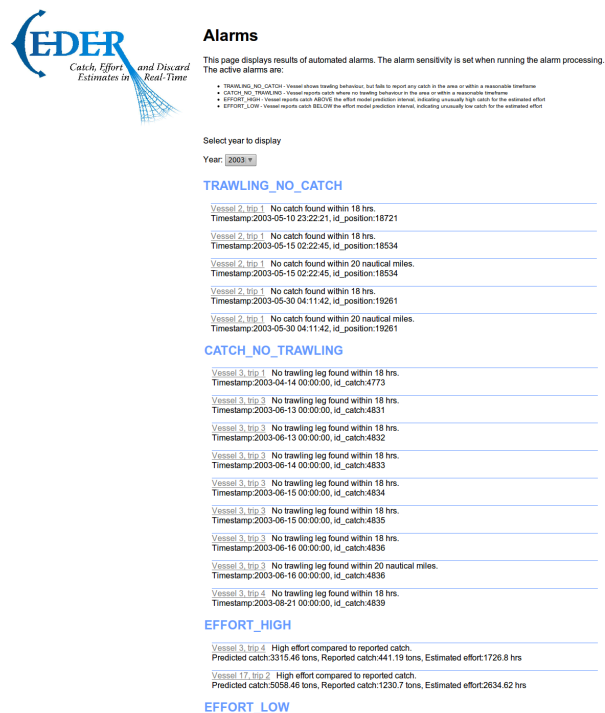 CEDER
Catch, Effort and Discard
Estimates in Real-Time
Alarms
This page displays results of automated alarms. The alarm sensitivity is set when running the alarm processing.
The active alarms are:
• TRAWLING_NO_CATCH - Vessel shows trawling behaviour, but fails to report any catch in the area or within a reasonable timeframe
• CATCH_NO_TRAWLING - Vessel reports catch where no trawling behaviour in the area or within a reasonable timeframe
• EFFORT_HIGH - Vessel reports catch ABOVE the effort model prediction interval, indicating unusually high catch for the estimated effort
• EFFORT_LOW - Vessel reports catch BELOW the effort model prediction interval, indicating unusually low catch for the estimated effort
Select year to display
Year: 2003
TRAWLING_NO_CATCH
Vessel 2, trip 1 No catch found within 18 hrs.
Timestamp:2003-05-10 23:22:21, id_position:18721
Vessel 2, trip 1 No catch found within 18 hrs.
Timestamp:2003-05-15 02:22:45, id_position:18534
Vessel 2, trip 1 No catch found within 20 nautical miles.
Timestamp:2003-05-15 02:22:45, id_position:18534
Vessel 2, trip 1 No catch found within 18 hrs.
Timestamp:2003-05-30 04:11:42, id_position:19261
Vessel 2, trip 1 No catch found within 20 nautical miles.
Timestamp:2003-05-30 04:11:42, id_position:19261
CATCH_NO_TRAWLING
Vessel 3, trip 1 No trawling leg found within 18 hrs.
Timestamp:2003-04-14 00:00:00, id_catch:4773
Vessel 3, trip 3 No trawling leg found within 18 hrs.
Timestamp:2003-06-13 00:00:00, id_catch:4831
Vessel 3, trip 3 No trawling leg found within 18 hrs.
Timestamp:2003-06-13 00:00:00, id_catch:4832
Vessel 3, trip 3 No trawling leg found within 18 hrs.
Timestamp:2003-06-14 00:00:00, id_catch:4833
Vessel 3, trip 3 No trawling leg found within 18 hrs.
Timestamp:2003-06-15 00:00:00, id_catch:4834
Vessel 3, trip 3 No trawling leg found within 18 hrs.
Timestamp:2003-06-15 00:00:00, id_catch:4835
Vessel 3, trip 3 No trawling leg found within 18 hrs.
Timestamp:2003-06-16 00:00:00, id_catch:4836
Vessel 3, trip 3 No trawling leg found within 20 nautical miles.
Timestamp:2003-06-16 00:00:00, id_catch:4836
Vessel 3, trip 4 No trawling leg found within 18 hrs.
Timestamp:2003-08-21 00:00:00, id_catch:4839
EFFORT_HIGH
Vessel 3, trip 4 High effort compared to reported catch.
Predicted catch:3315.46 tons, Reported catch:441.19 tons, Estimated effort:1726.8 hrs
Vessel 17, trip 2 High effort compared to reported catch.
Predicted catch:5058.46 tons, Reported catch:1230.7 tons, Estimated effort:2634.62 hrs
EFFORT_LOW